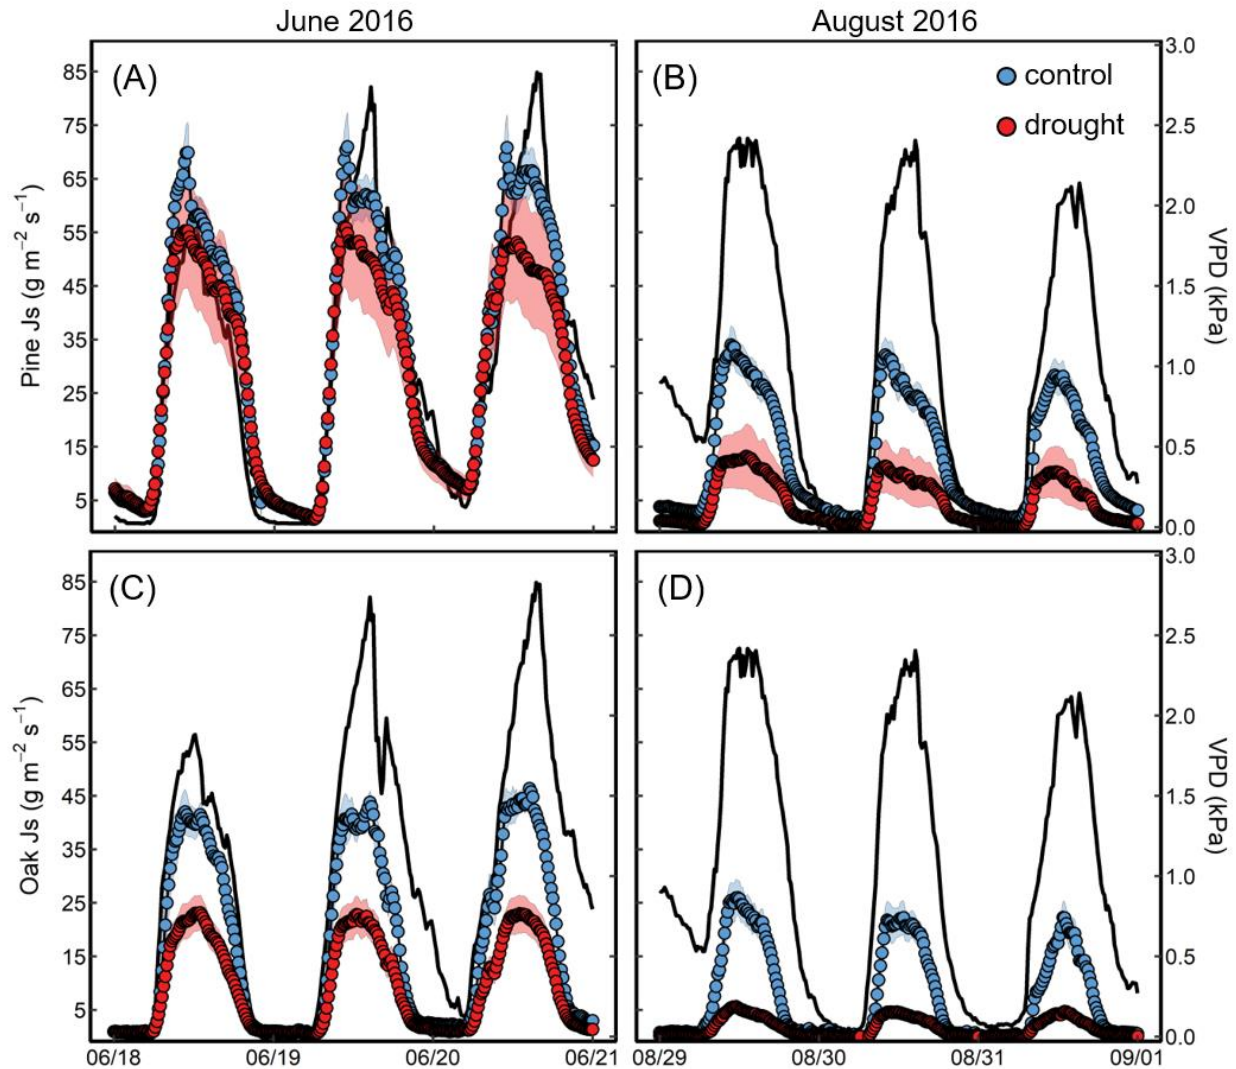 June 2016
August 2016
(A)
(B)
control
drought
85
75
65
55
45
35
25
15
5
Pine Js (g m⁻² s⁻¹)
3.0
2.5
2.0
1.5
1.0
0.5
0.0
VPD (kPa)
(C)
(D)
85
75
65
55
45
35
25
15
5
Oak Js (g m⁻² s⁻¹)
3.0
2.5
2.0
1.5
1.0
0.5
0.0
VPD (kPa)
06/18 06/19 06/20 06/21
08/29 08/30 08/31 09/01